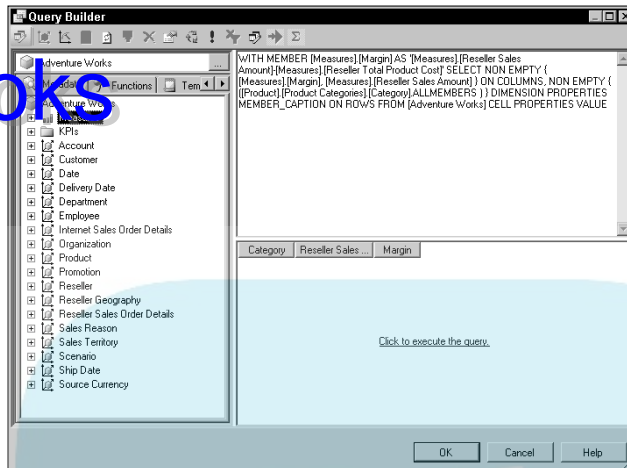 Query Builder
Adventure Works
...
Metadata Functions Tem
Adventure Works
Measures
KPIs
Account
Customer
Date
Delivery Date
Department
Employee
Internet Sales Order Details
Organization
Product
Promotion
Reseller
Reseller Geography
Reseller Sales Order Details
Sales Reason
Sales Territory
Scenario
Ship Date
Source Currency
WITH MEMBER [Measures].[Margin] AS '[Measures].[Reseller Sales
Amount]-[Measures].[Reseller Total Product Cost]' SELECT NON EMPTY {
[Measures].[Margin], [Measures].[Reseller Sales Amount] } ON COLUMNS, NON EMPTY {
([Product].[Product Categories].[Category].ALLMEMBERS ) } DIMENSION PROPERTIES
MEMBER_CAPTION ON ROWS FROM [Adventure Works] CELL PROPERTIES VALUE
Category Reseller Sales ... Margin
Click to execute the query.
OK Cancel Help
ooks